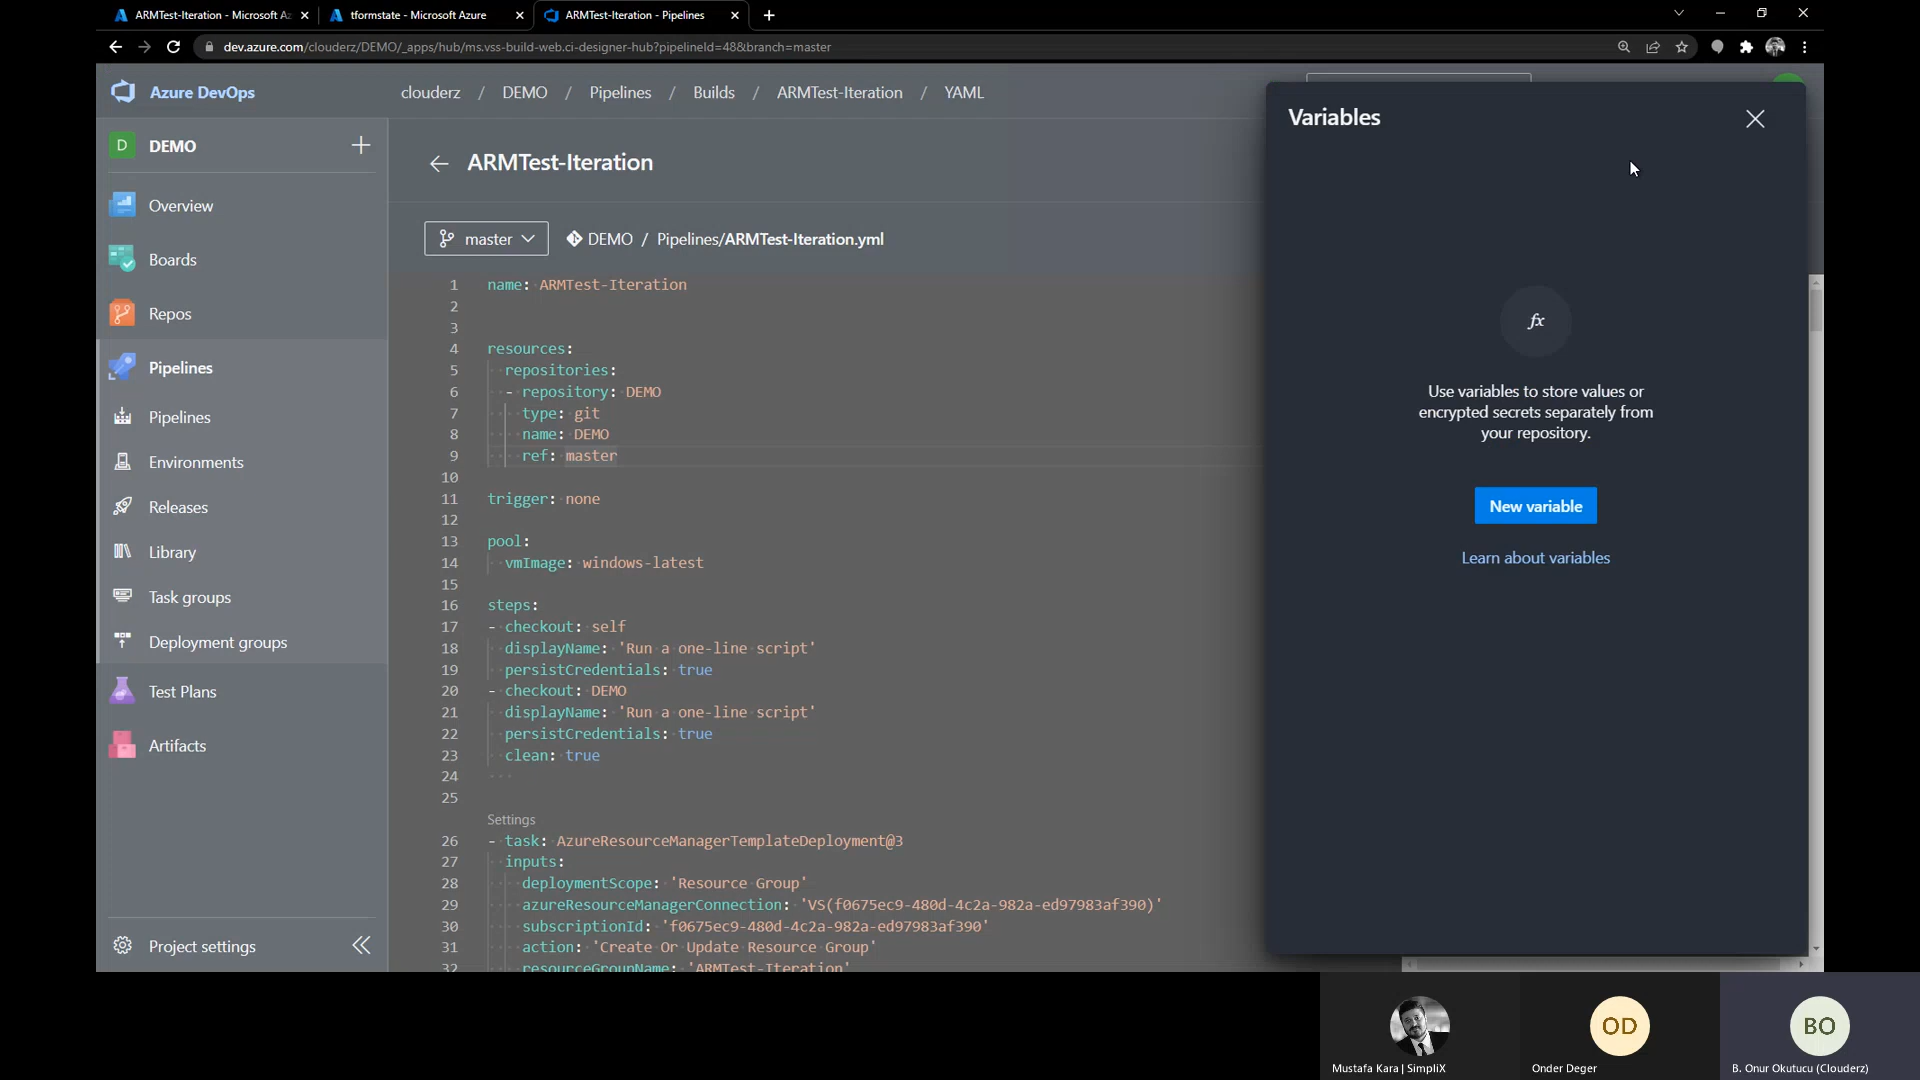 ARMTest-Iteration - Microsoft Az
tformstate - Microsoft Azure
ARMTest-Iteration - Pipelines
dev.azure.com/clouderz/DEMO/_apps/hub/ms.vss-build-web.ci-designer-hub?pipelineId=48&branch=master
Azure DevOps
clouderz / DEMO / Pipelines / Builds / ARMTest-Iteration / YAML
D DEMO
Overview
Boards
Repos
Pipelines
Pipelines
Environments
Releases
Library
Task groups
Deployment groups
Test Plans
Artifacts
Project settings
ARMTest-Iteration
master DEMO / Pipelines/ARMTest-Iteration.yml
1 name: ARMTest-Iteration
2
3
4 resources:
5 repositories:
6 - repository: DEMO
7 type: git
8 name: DEMO
9 ref: master
10
11 trigger: none
12
13 pool:
14 vmImage: windows-latest
15
16 steps:
17 - checkout: self
18 displayName: 'Run a one-line script'
19 persistCredentials: true
20 - checkout: DEMO
21 displayName: 'Run a one-line script'
22 persistCredentials: true
23 clean: true
24
25
Settings
26 - task: AzureResourceManagerTemplateDeployment@3
27 inputs:
28 deploymentScope: 'Resource Group'
29 azureResourceManagerConnection: 'VS(f0675ec9-480d-4c2a-982a-ed97983af390)'
30 subscriptionId: 'f0675ec9-480d-4c2a-982a-ed97983af390'
31 action: 'Create Or Update Resource Group'
32 resourceGroupName: 'ARMTest-Iteration'
Variables
fx
Use variables to store values or
encrypted secrets separately from
your repository.
New variable
Learn about variables
OD
BO
Mustafa Kara | SimpliX
Onder Deger
B. Onur Okutucu (Clouderz)